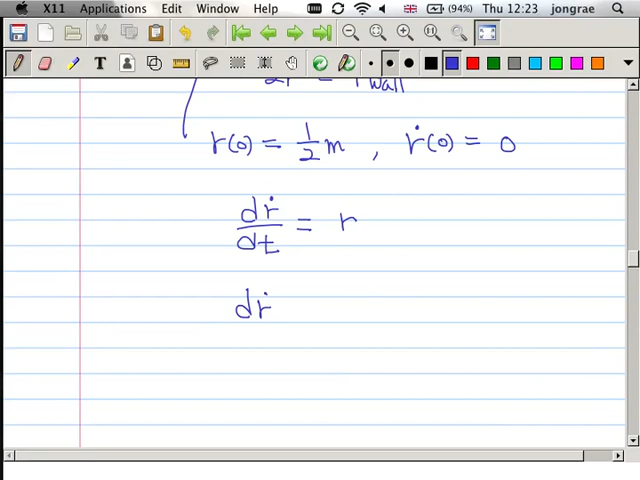 X11 Applications Edit Window Help (94%) Thu 12:23 jongrae
wall
r(0) = 1/2 m , ṙ(0) = 0
dṙ/dt = r
dṙ